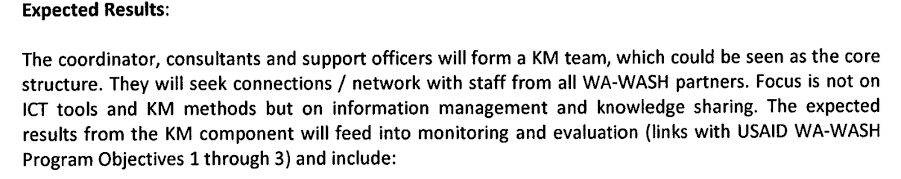 Expected Results:
The coordinator, consultants and support officers will form a KM team, which could be seen as the core
structure. They will seek connections / network with staff from all WA-WASH partners. Focus is not on
ICT tools and KM methods but on information management and knowledge sharing. The expected
results from the KM component will feed into monitoring and evaluation (links with USAID WA-WASH
Program Objectives 1 through 3) and include: